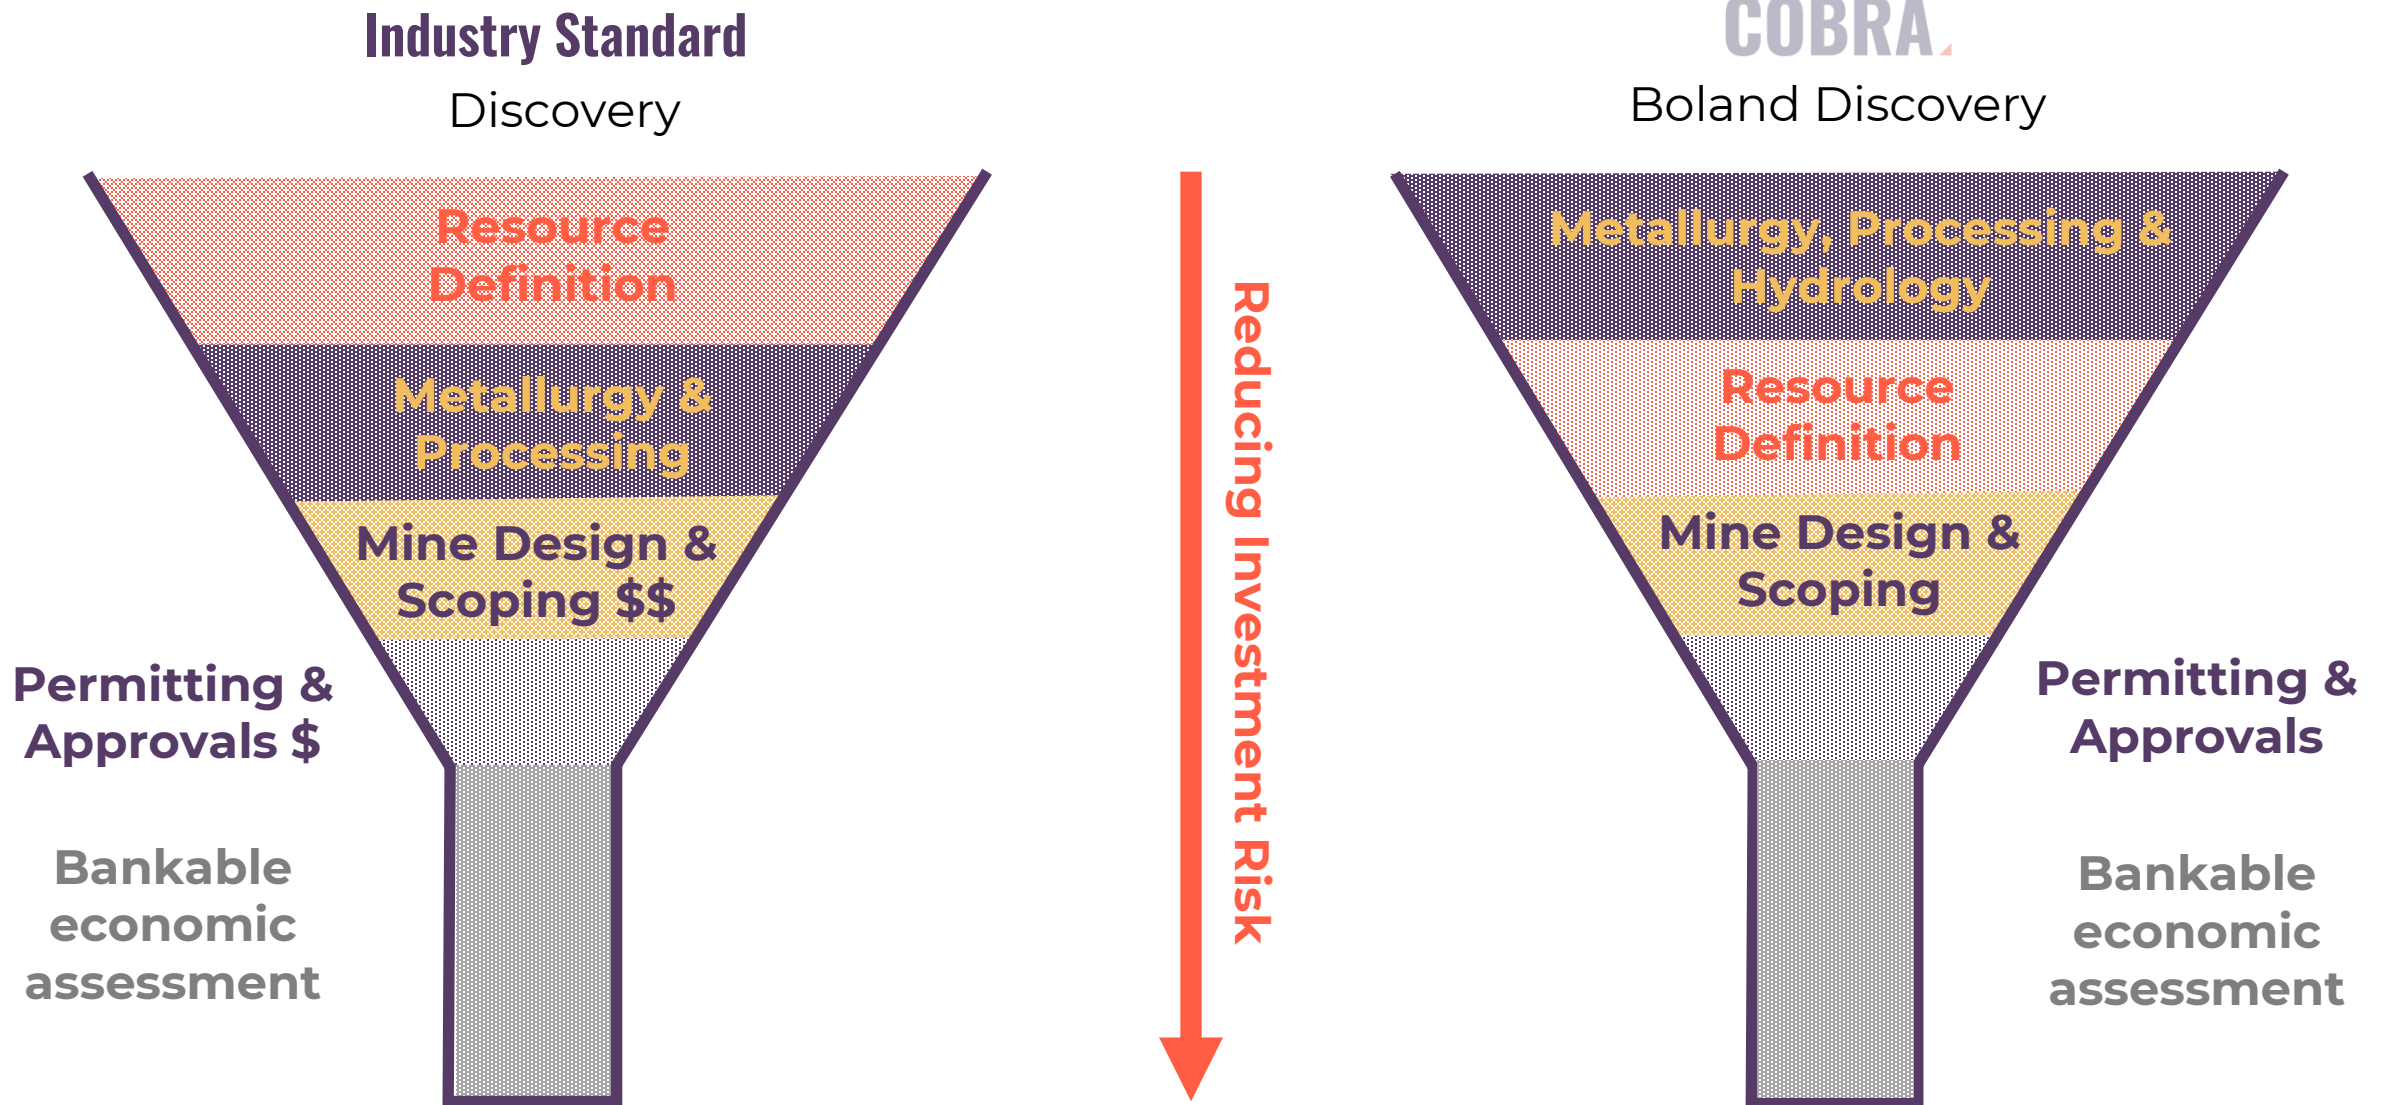 Industry Standard
Discovery
Resource
Definition
Metallurgy &
Processing
Mine Design &
Scoping $$
Permitting &
Approvals $
Bankable
economic
assessment
Reducing Investment Risk
COBRA
Boland Discovery
Metallurgy, Processing &
Hydrology
Resource
Definition
Mine Design &
Scoping
Permitting &
Approvals
Bankable
economic
assessment